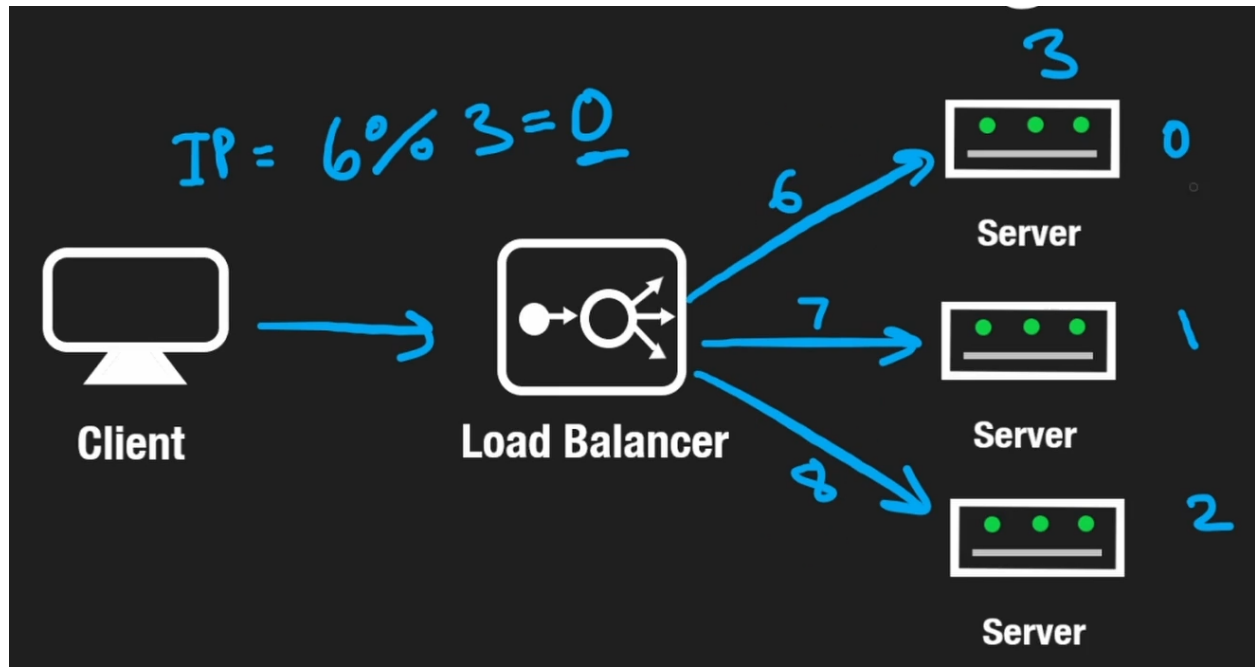 3
IP = 6 % 3 = 0
0
6
Server
7
1
Client
Load Balancer
Server
8
2
Server